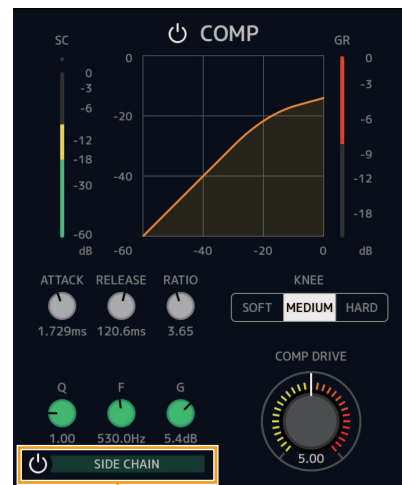 SC
COMP
GR
0
-3
-6
-12
-18
-30
-60
dB
0
-20
-40
-60
-40
-20
0
0
-3
-6
-9
-12
-18
dB
ATTACK RELEASE RATIO
1.729ms 120.6ms 3.65
KNEE
SOFT MEDIUM HARD
COMP DRIVE
5.00
Q F G
1.00 530.0Hz 5.4dB
SIDE CHAIN